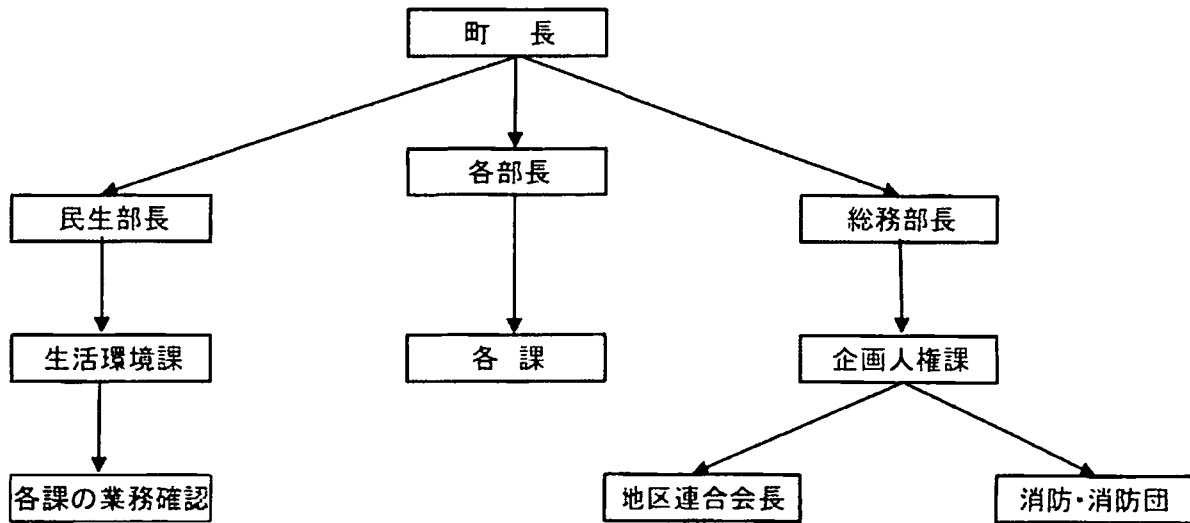 町　長
各部長
民生部長
総務部長
生活環境課
各　課
企画人権課
各課の業務確認
地区連合会長
消防・消防団